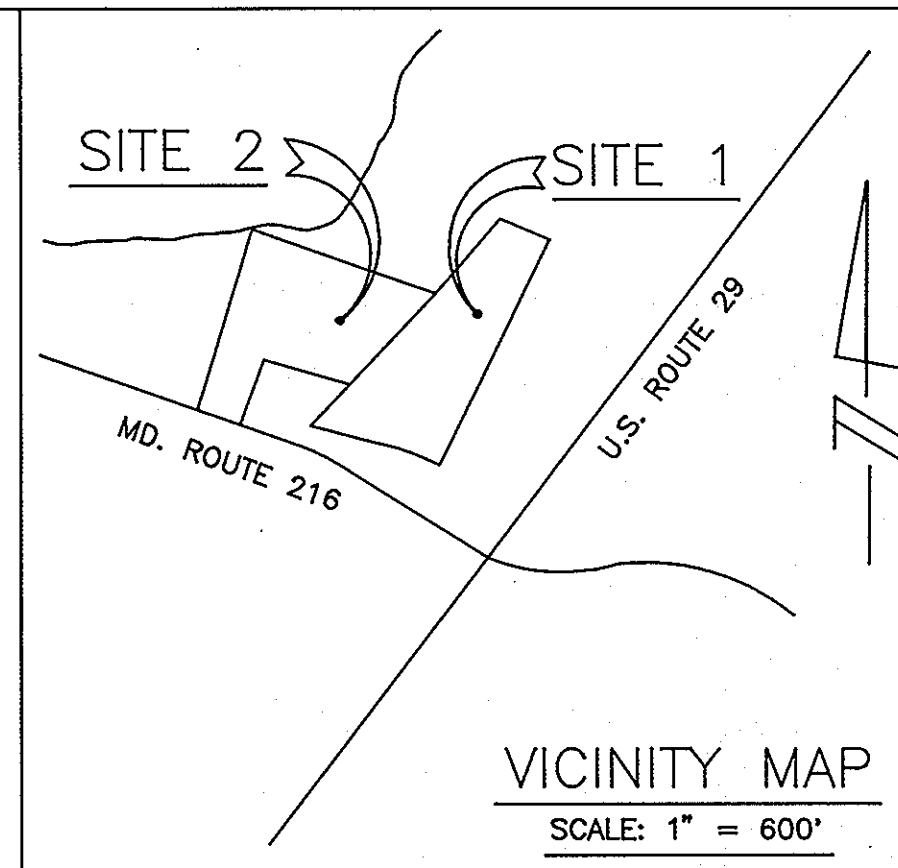 SITE 2
SITE 1
U.S. ROUTE 29
MD. ROUTE 216
VICINITY MAP
SCALE: 1" = 600'